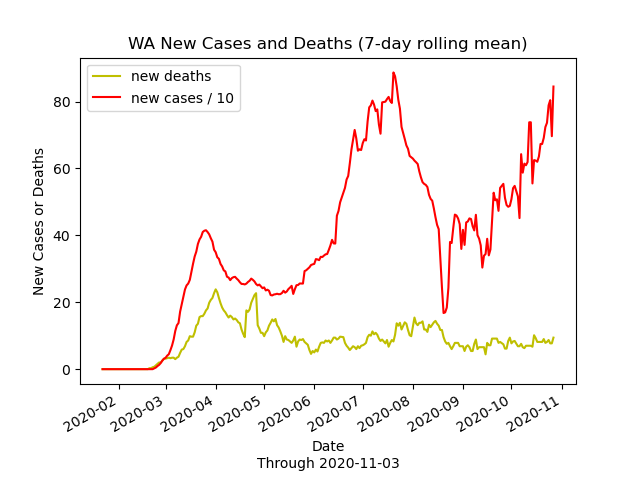 WA New Cases and Deaths (7-day rolling mean)
new deaths
new cases / 10
80
60
40
20
0
New Cases or Deaths
2020-02
2020-03
2020-04
2020-05
2020-06
2020-07
2020-08
2020-09
2020-10
2020-11
Date
Through 2020-11-03